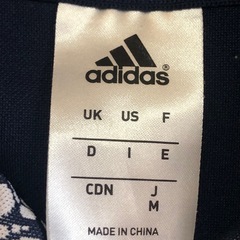 adidas
UK US F
D I E
CDN J
M
MADE IN CHINA